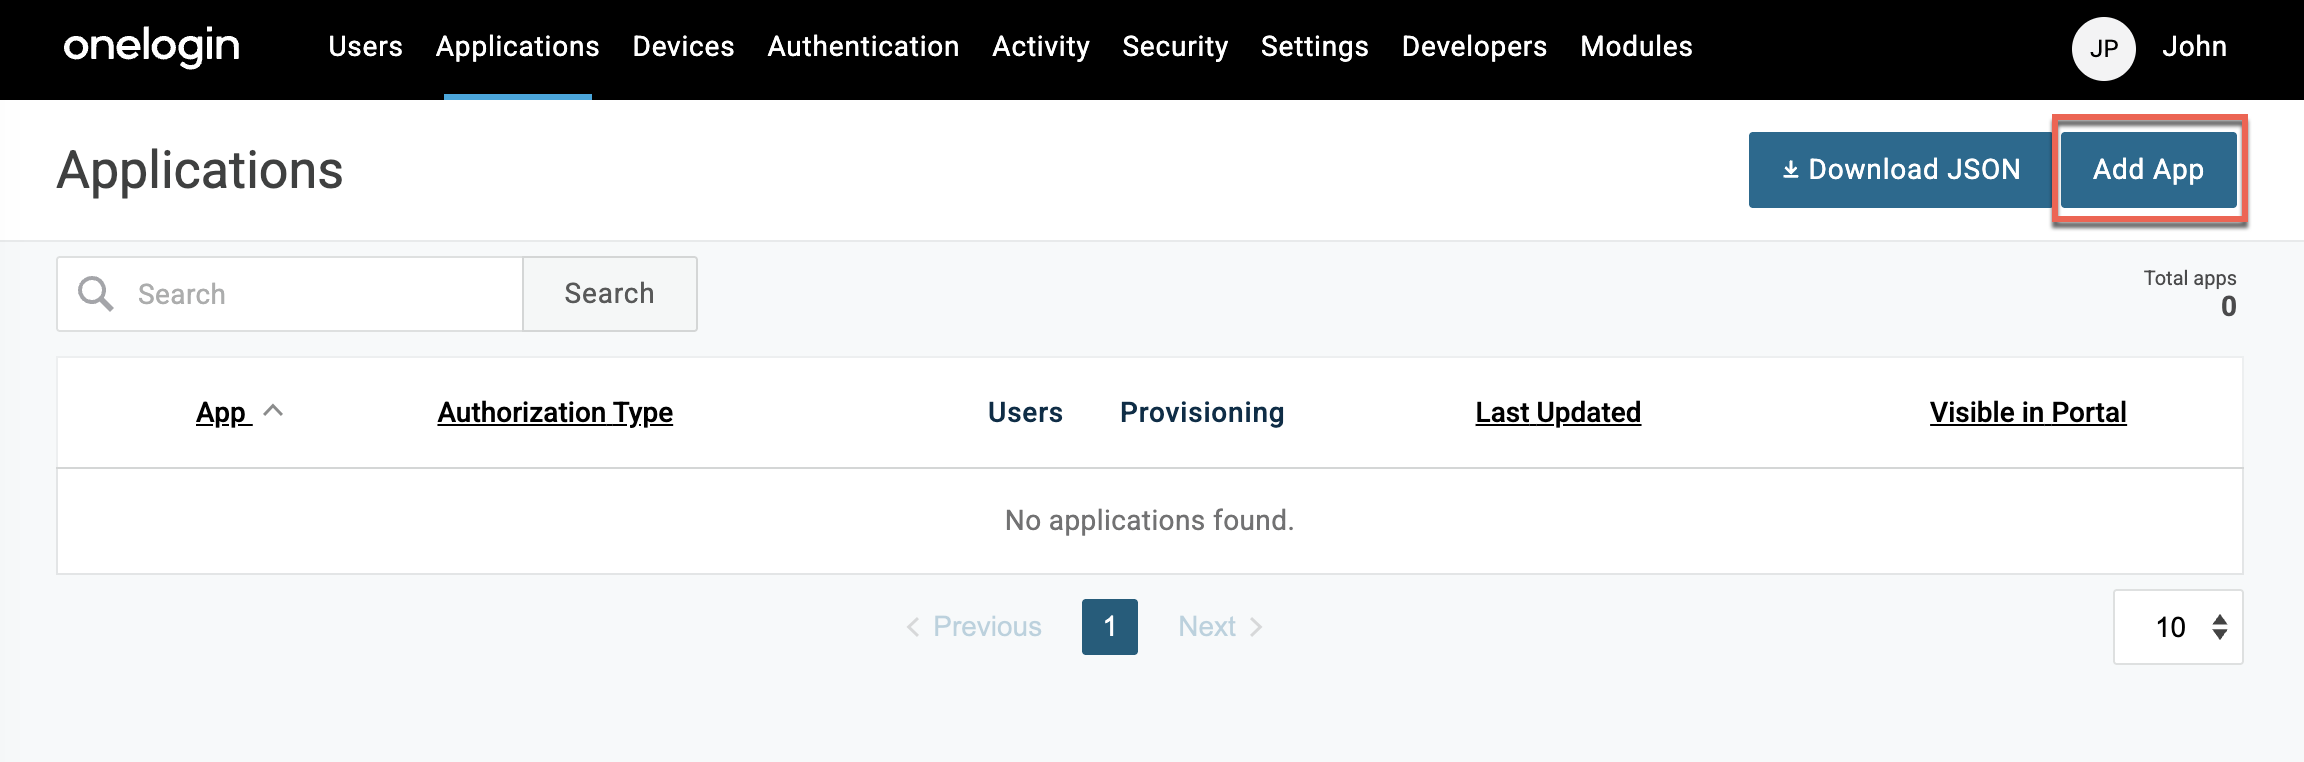 onelogin Users Applications Devices Authentication Activity Security Settings Developers Modules JP John
Applications Download JSON Add App
Search Search Total apps
0
App Authorization Type Users Provisioning Last Updated Visible in Portal
No applications found.
Previous 1 Next 10